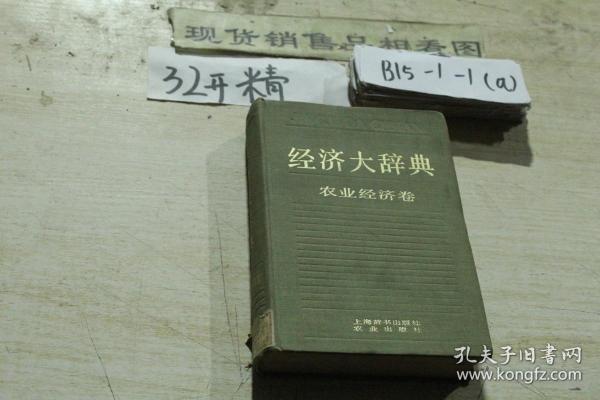 现货销售品相看图
32开精
B15-1-1(a)
经济大辞典
农业经济卷
上海辞书出版社
农业出版社
孔夫子旧书网
www.kongfz.com